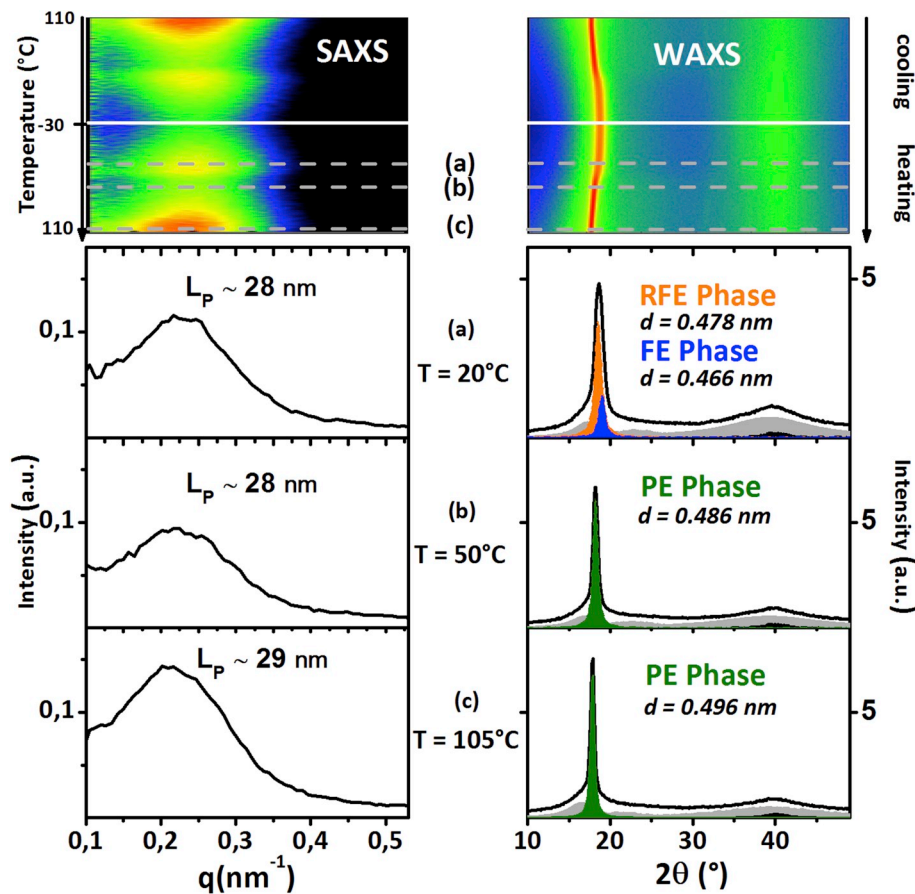 110
SAXS
-30
110
Temperature (°C)
WAXS
cooling
heating
(a)
(b)
(c)
L_P ~ 28 nm
0,1
(a)
T = 20°C
RFE Phase
d = 0.478 nm
FE Phase
d = 0.466 nm
5
L_P ~ 28 nm
0,1
(b)
T = 50°C
PE Phase
d = 0.486 nm
5
L_P ~ 29 nm
0,1
(c)
T = 105°C
PE Phase
d = 0.496 nm
5
Intensity (a.u.)
Intensity (a.u.)
0,1 0,2 0,3 0,4 0,5
q(nm⁻¹)
10 20 30 40
2θ (°)